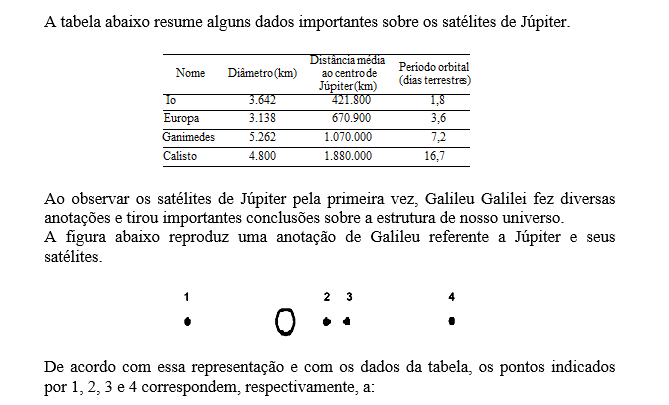 A tabela abaixo resume alguns dados importantes sobre os satélites de Júpiter.
Nome Diâmetro(km) Distância média ao centro de Júpiter(km) Período orbital (dias terrestres)
Io 3.642 421.800 1,8
Europa 3.138 670.900 3,6
Ganimedes 5.262 1.070.000 7,2
Calisto 4.800 1.880.000 16,7
Ao observar os satélites de Júpiter pela primeira vez, Galileu Galilei fez diversas
anotações e tirou importantes conclusões sobre a estrutura de nosso universo.
A figura abaixo reproduz uma anotação de Galileu referente a Júpiter e seus
satélites.
1 2 3 4
De acordo com essa representação e com os dados da tabela, os pontos indicados
por 1, 2, 3 e 4 correspondem, respectivamente, a: